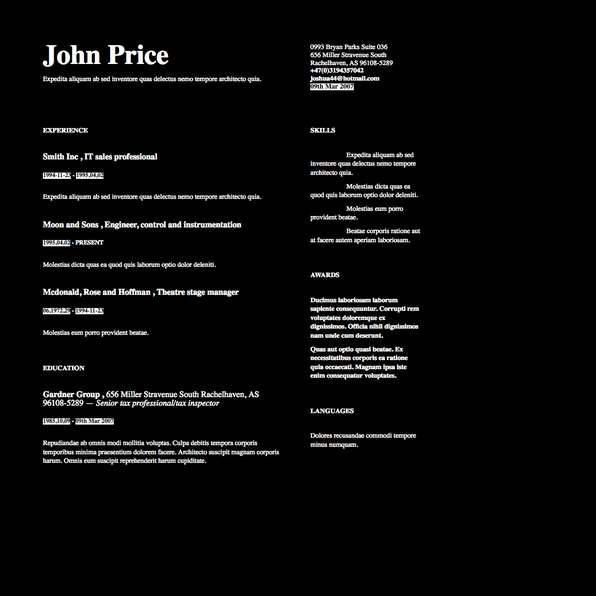 John Price
Expedita aliquam ab sed inventore quas delectus nemo tempore architecto quia.
0993 Bryan Parks Suite 036
656 Miller Stravenue South
Rachelhaven, AS 96108-5289
+47(0)3194357042
joshua44@hotmail.com
09th Mar 2007
EXPERIENCE
Smith Inc , IT sales professional
1994-11-23 - 1995.04.02
Expedita aliquam ab sed inventore quas delectus nemo tempore architecto quia.
Moon and Sons , Engineer, control and instrumentation
1995.04.02 - PRESENT
Molestias dicta quas ea quod quis laborum optio dolor deleniti.
Mcdonald, Rose and Hoffman , Theatre stage manager
06.1972.29 - 1994-11-23
Molestias eum porro provident beatae.
EDUCATION
Gardner Group , 656 Miller Stravenue South Rachelhaven, AS
96108-5289 — Senior tax professional/tax inspector
1985.10.09 - 09th Mar 2007
Repudiandae ab omnis modi mollitia voluptas. Culpa debitis tempora corporis
temporibus minima praesentium dolorem facere. Architecto suscipit magnam corporis
harum. Omnis eum suscipit reprehenderit harum cupiditate.
SKILLS
Expedita aliquam ab sed
inventore quas delectus nemo tempore
architecto quia.
Molestias dicta quas ea
quod quis laborum optio dolor deleniti.
Molestias eum porro
provident beatae.
Beatae corporis ratione aut
at facere autem aperiam laboriosam.
AWARDS
Ducimus laboriosam laborum
sapiente consequuntur. Corrupti rem
voluptates doloremque ex
dignissimos. Officia nihil dignissimos
nam unde cum deserunt.
Quas aut optio quasi beatae. Ex
necessitatibus corporis ea ratione
quia occaecati. Magnam ipsa iste
enim consequatur voluptates.
LANGUAGES
Dolores recusandae commodi tempore
minus numquam.